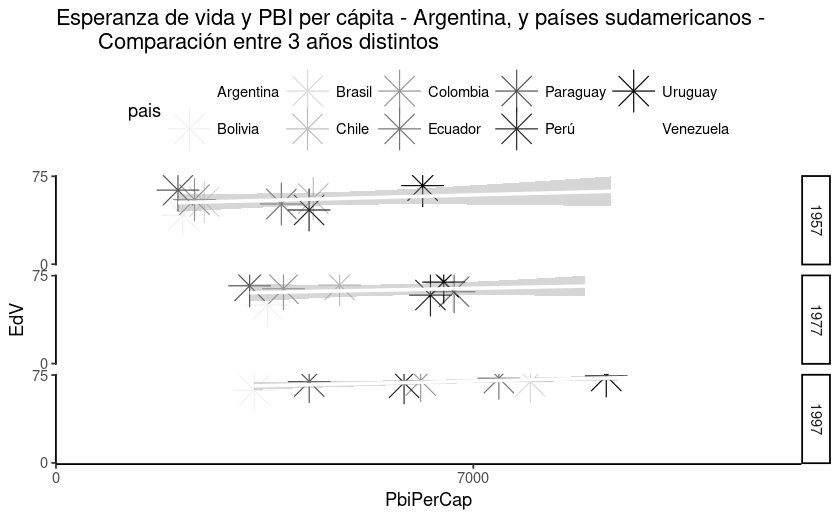 Esperanza de vida y PBI per cápita - Argentina, y países sudamericanos -
Comparación entre 3 años distintos
pais
Argentina Brasil Colombia Paraguay Uruguay
Bolivia Chile Ecuador Perú Venezuela
75
0
1957
75
0
1977
75
0
1997
EdV
0 7000
PbiPerCap